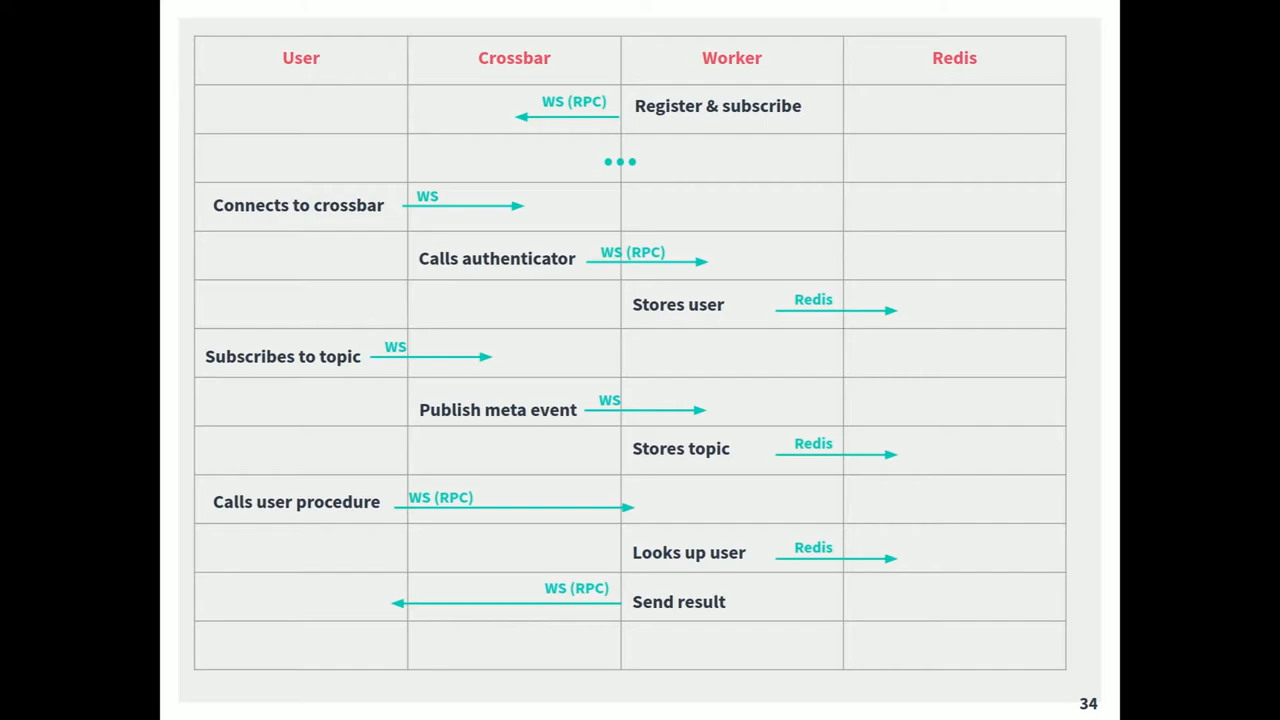 User Crossbar Worker Redis
WS (RPC) Register & subscribe
Connects to crossbar WS
Calls authenticator WS (RPC)
Stores user Redis
Subscribes to topic WS
Publish meta event WS
Stores topic Redis
Calls user procedure WS (RPC)
Looks up user Redis
WS (RPC) Send result
34